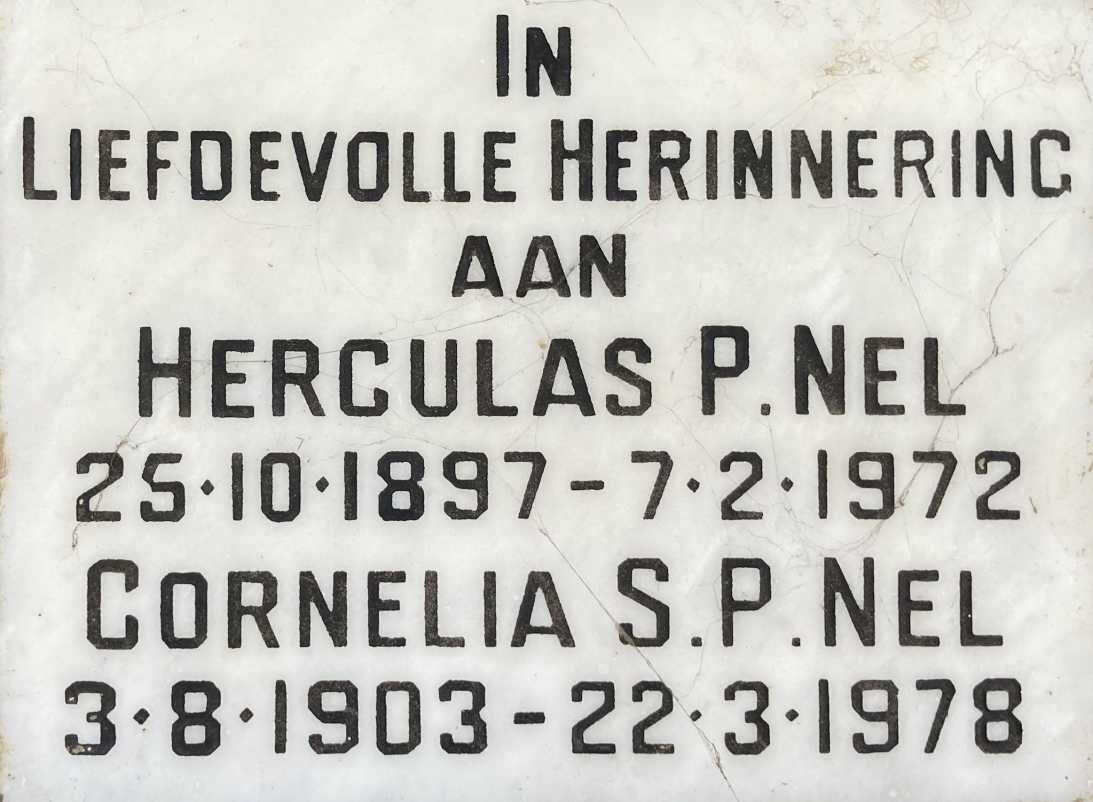 IN
LIEFDEVOLLE HERINNERING
AAN
HERCULAS P. NEL
25·10·1897 - 7·2·1972
CORNELIA S.P. NEL
3·8·1903 - 22·3·1978